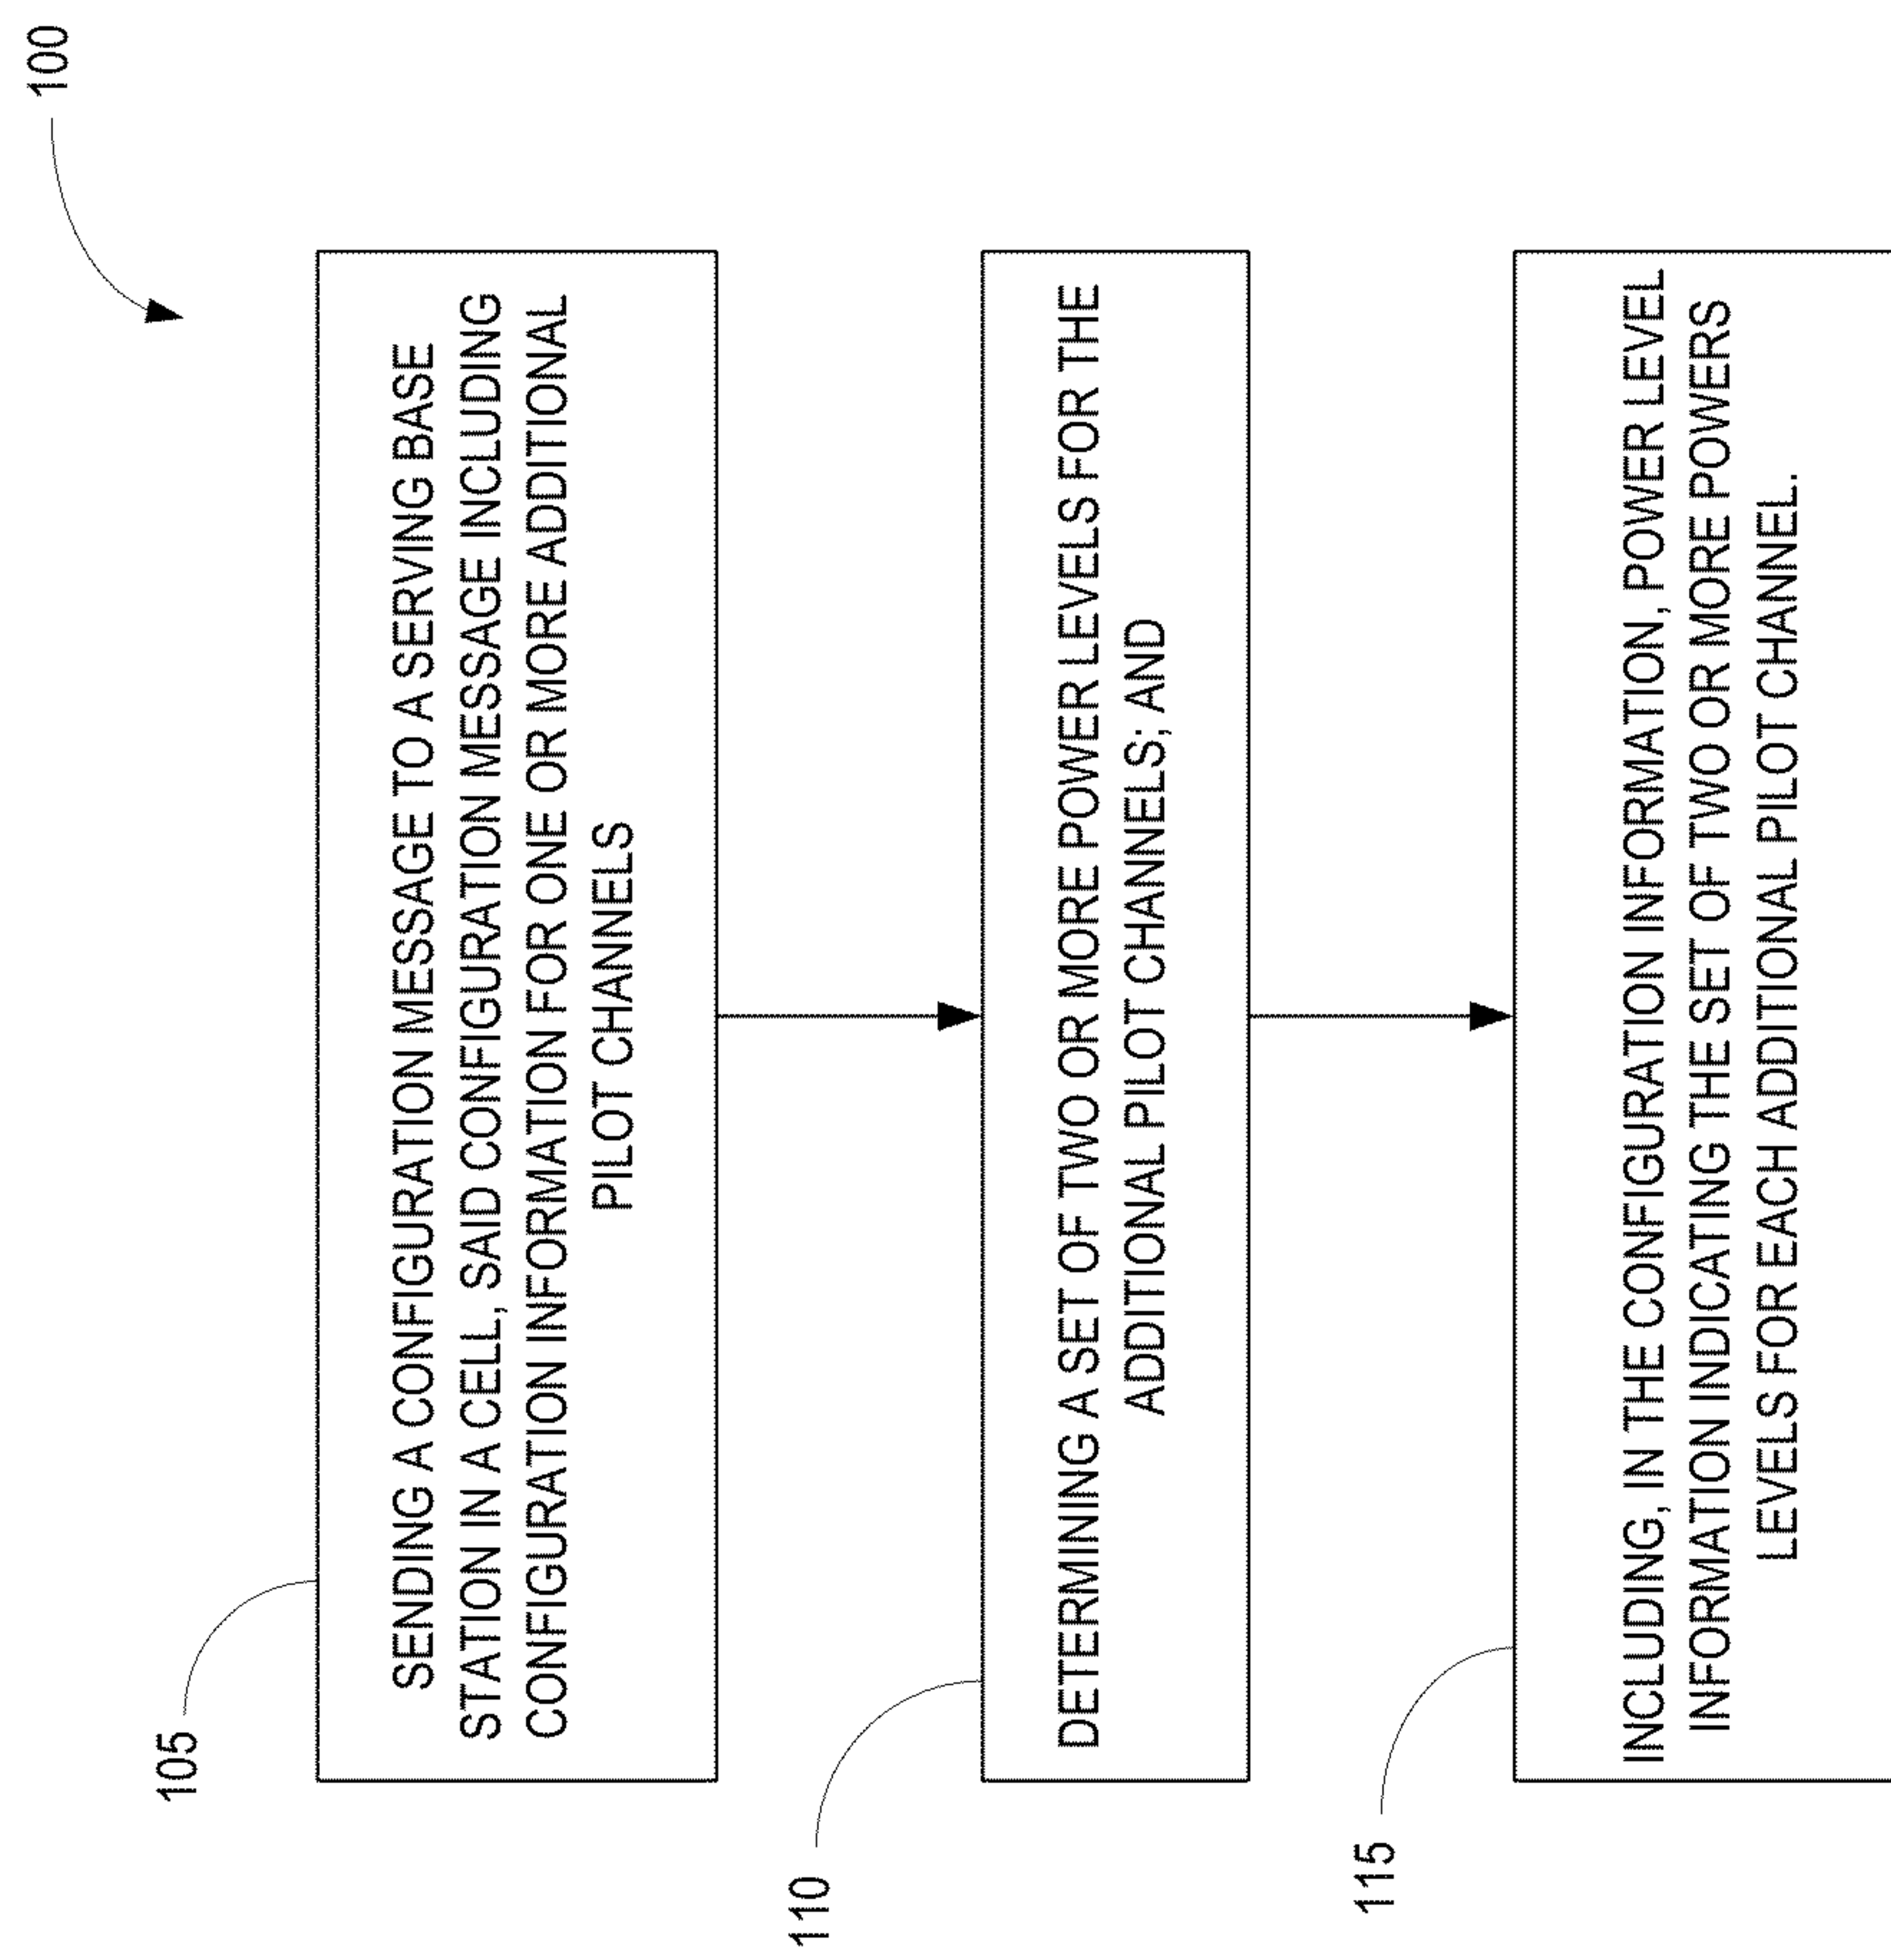 100
105
SENDING A CONFIGURATION MESSAGE TO A SERVING BASE
STATION IN A CELL, SAID CONFIGURATION MESSAGE INCLUDING
CONFIGURATION INFORMATION FOR ONE OR MORE ADDITIONAL
PILOT CHANNELS
110
DETERMINING A SET OF TWO OR MORE POWER LEVELS FOR THE
ADDITIONAL PILOT CHANNELS; AND
115
INCLUDING, IN THE CONFIGURATION INFORMATION, POWER LEVEL
INFORMATION INDICATING THE SET OF TWO OR MORE POWERS
LEVELS FOR EACH ADDITIONAL PILOT CHANNEL.